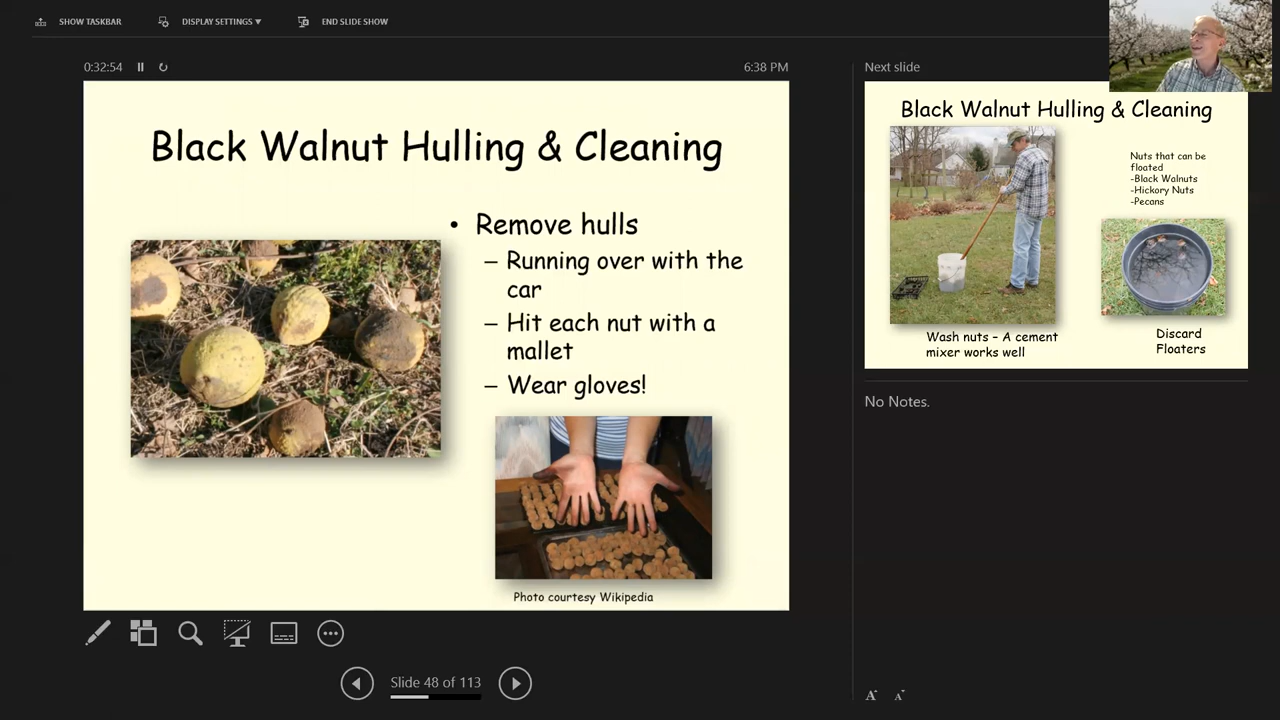 SHOW TASKBAR
DISPLAY SETTINGS ▼
END SLIDE SHOW
0:32:54
6:38 PM
Black Walnut Hulling & Cleaning
• Remove hulls
– Running over with the
car
– Hit each nut with a
mallet
– Wear gloves!
Photo courtesy Wikipedia
Slide 48 of 113
Next slide
Black Walnut Hulling & Cleaning
Nuts that can be
floated
-Black Walnuts
-Hickory Nuts
-Pecans
Wash nuts – A cement
mixer works well
Discard
Floaters
No Notes.
A
A